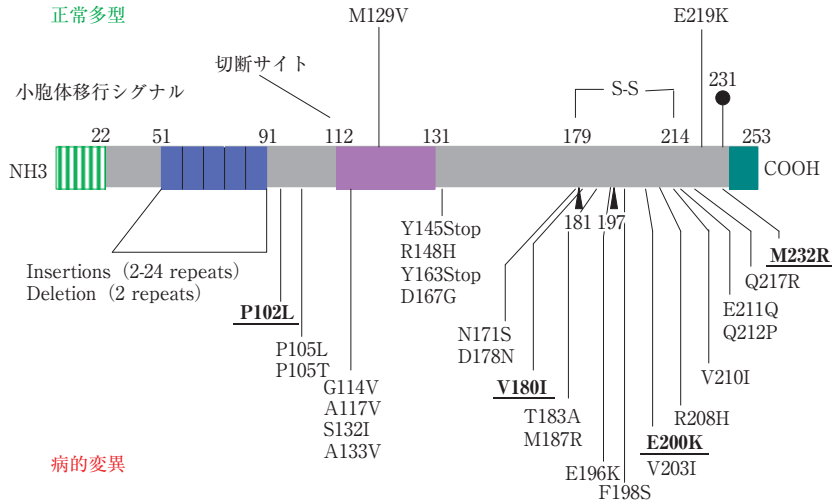 正常多型
M129V
E219K
切断サイト
小胞体移行シグナル
S-S
231
22
51
91
112
131
179
214
253
NH3
COOH
181
197
Insertions（2-24 repeats）
Deletion（2 repeats）
P102L
P105L
P105T
G114V
A117V
S132I
A133V
Y145Stop
R148H
Y163Stop
D167G
N171S
D178N
V180I
T183A
M187R
E196K
F198S
E200K
V203I
R208H
V210I
E211Q
Q212P
Q217R
M232R
病的変異